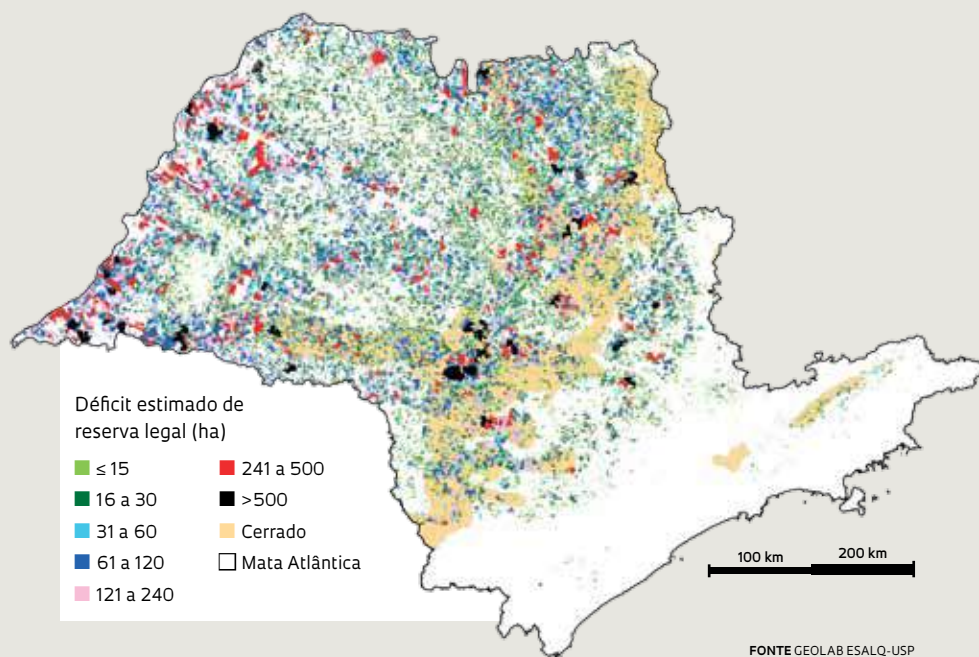 Déficit estimado de
reserva legal (ha)
≤ 15
16 a 30
31 a 60
61 a 120
121 a 240
241 a 500
>500
Cerrado
Mata Atlântica
100 km
200 km
FONTE GEOLAB ESALQ-USP